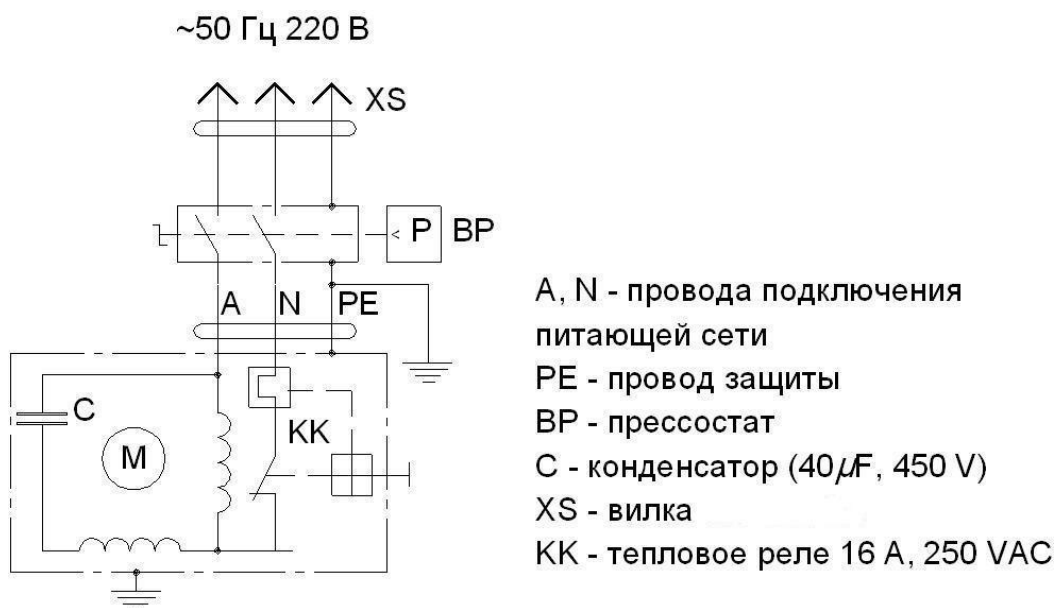 ~50 Гц 220 В
XS
P BP
A N PE
C
KK
M
A, N - провода подключения
питающей сети
PE - провод защиты
BP - прессостат
C - конденсатор (40μF, 450 V)
XS - вилка
KK - тепловое реле 16 А, 250 VAC